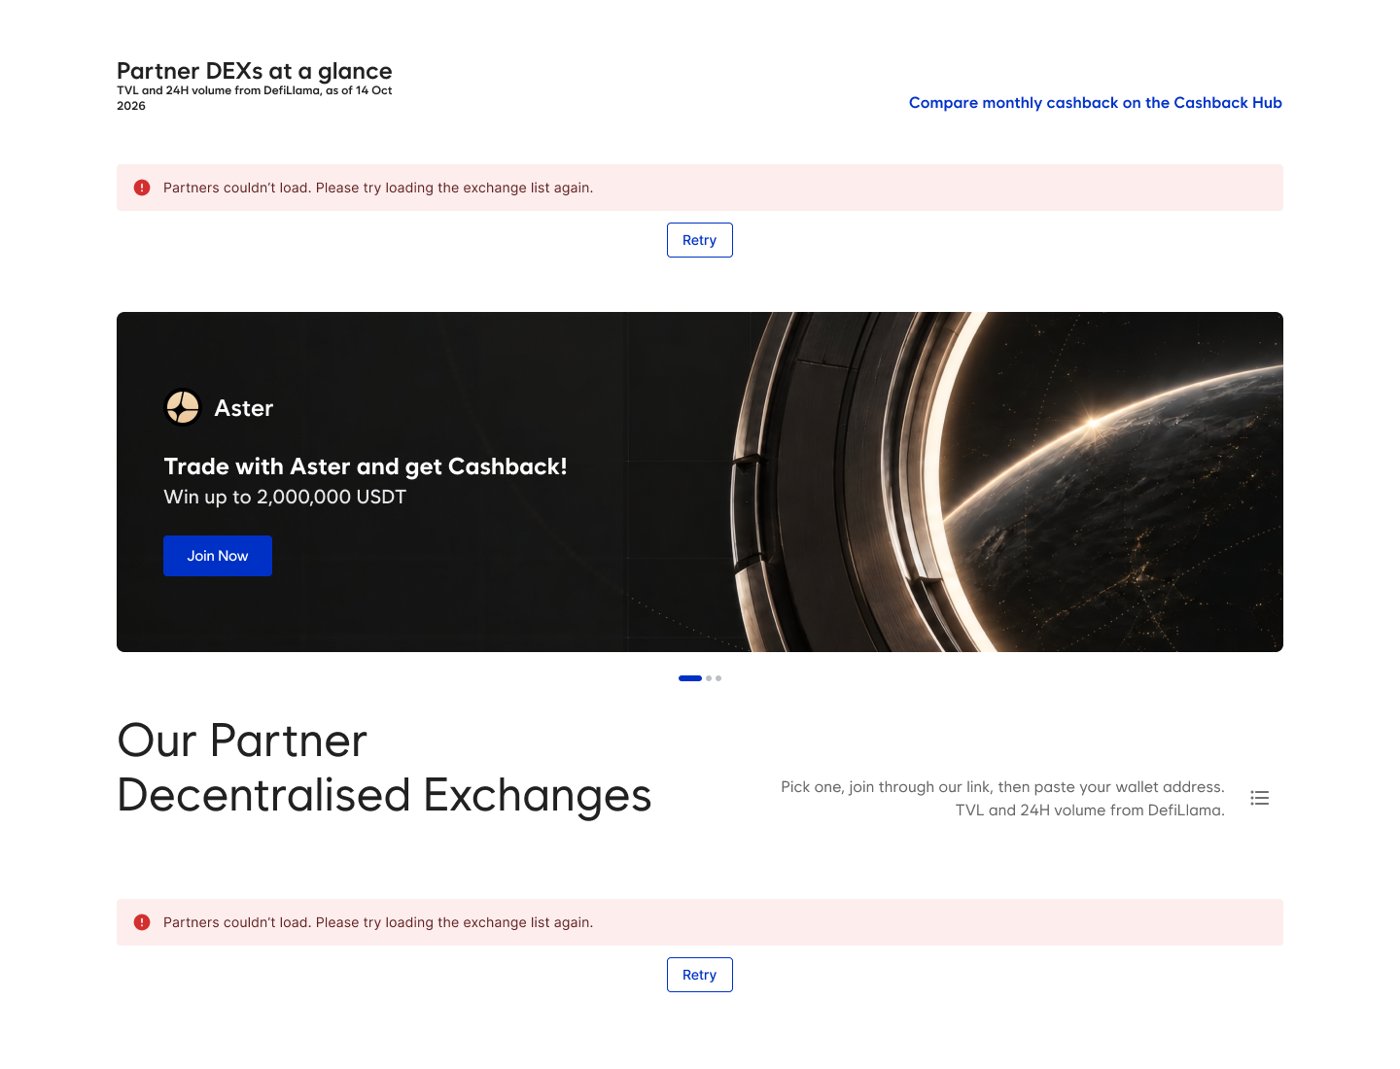 Partner DEXs at a glance
TVL and 24H volume from DefiLlama, as of 14 Oct
2026
Compare monthly cashback on the Cashback Hub
Partners couldn’t load. Please try loading the exchange list again.
Retry
Aster
Trade with Aster and get Cashback!
Win up to 2,000,000 USDT
Join Now
Our Partner
Decentralised Exchanges
Pick one, join through our link, then paste your wallet address.
TVL and 24H volume from DefiLlama.
Partners couldn’t load. Please try loading the exchange list again.
Retry